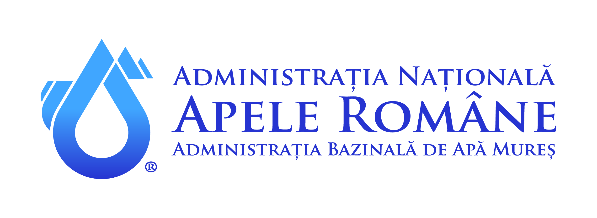 Administrația Națională
Apele Române
Administrația Bazinală de Apă Mureș
®